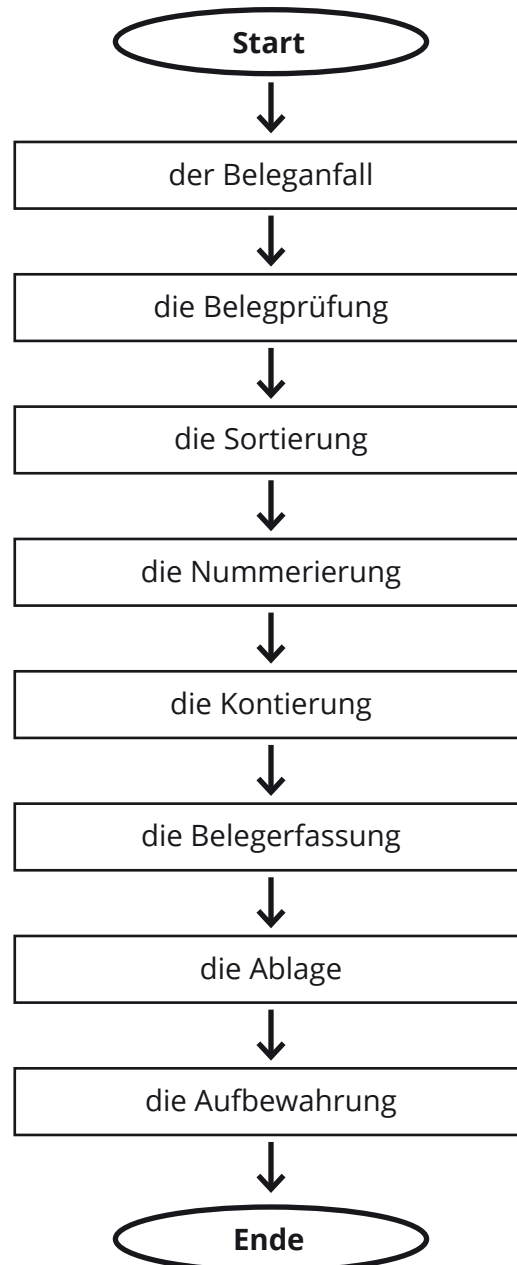 Start
der Beleganfall
die Belegprüfung
die Sortierung
die Nummerierung
die Kontierung
die Belegerfassung
die Ablage
die Aufbewahrung
Ende